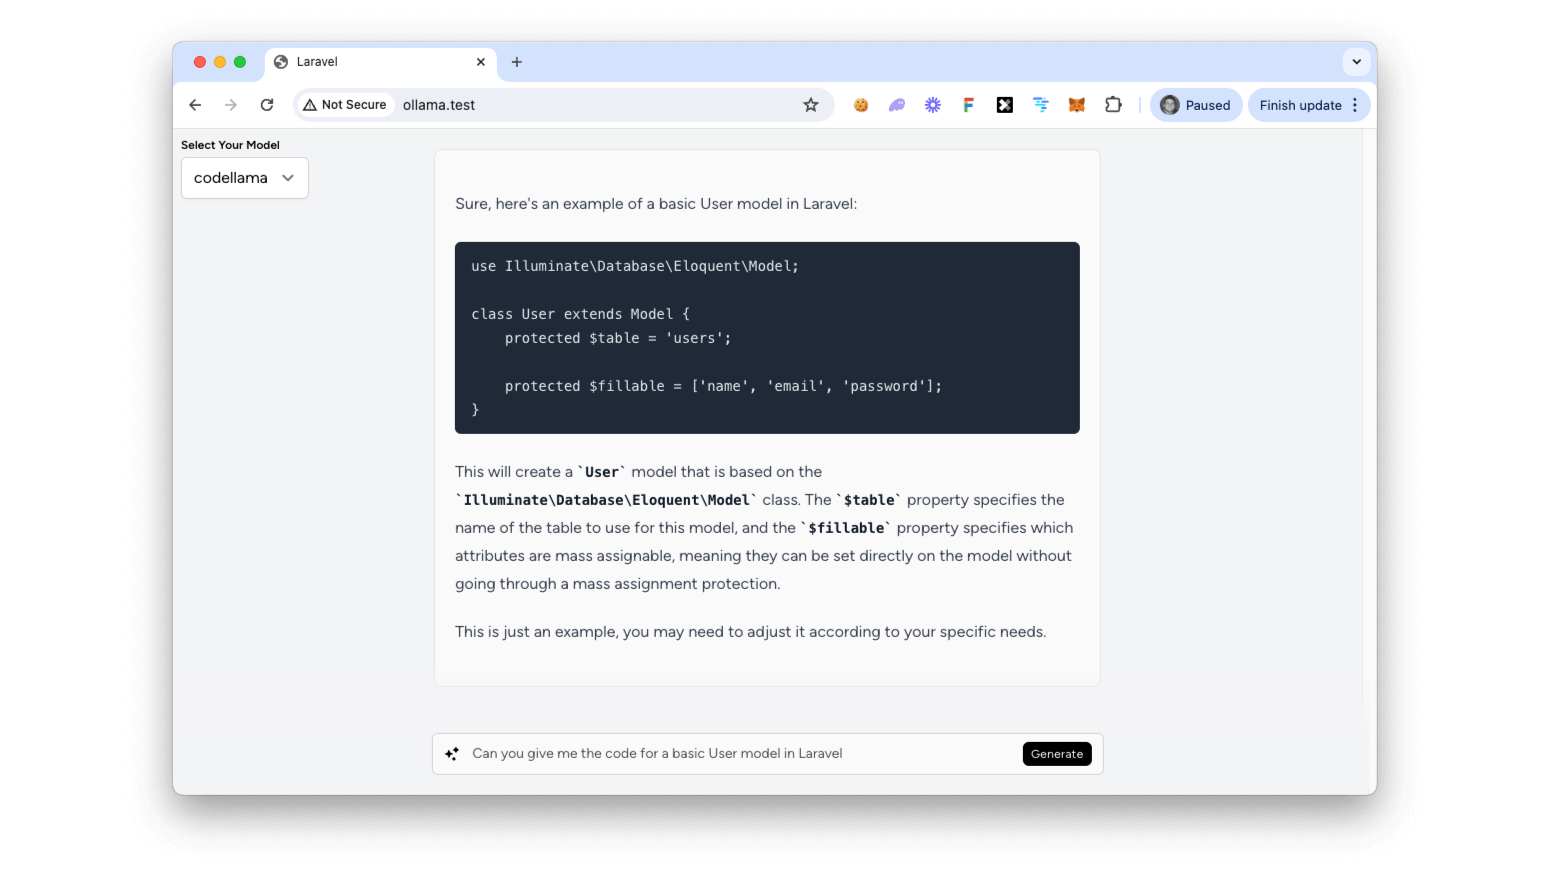 Laravel
Not Secure
ollama.test
Paused
Finish update
Select Your Model
codellama
Sure, here's an example of a basic User model in Laravel:
use Illuminate\Database\Eloquent\Model;
class User extends Model {
    protected $table = 'users';
    protected $fillable = ['name', 'email', 'password'];
}
This will create a `User` model that is based on the
`Illuminate\Database\Eloquent\Model` class. The `$table` property specifies the
name of the table to use for this model, and the `$fillable` property specifies which
attributes are mass assignable, meaning they can be set directly on the model without
going through a mass assignment protection.
This is just an example, you may need to adjust it according to your specific needs.
Can you give me the code for a basic User model in Laravel
Generate